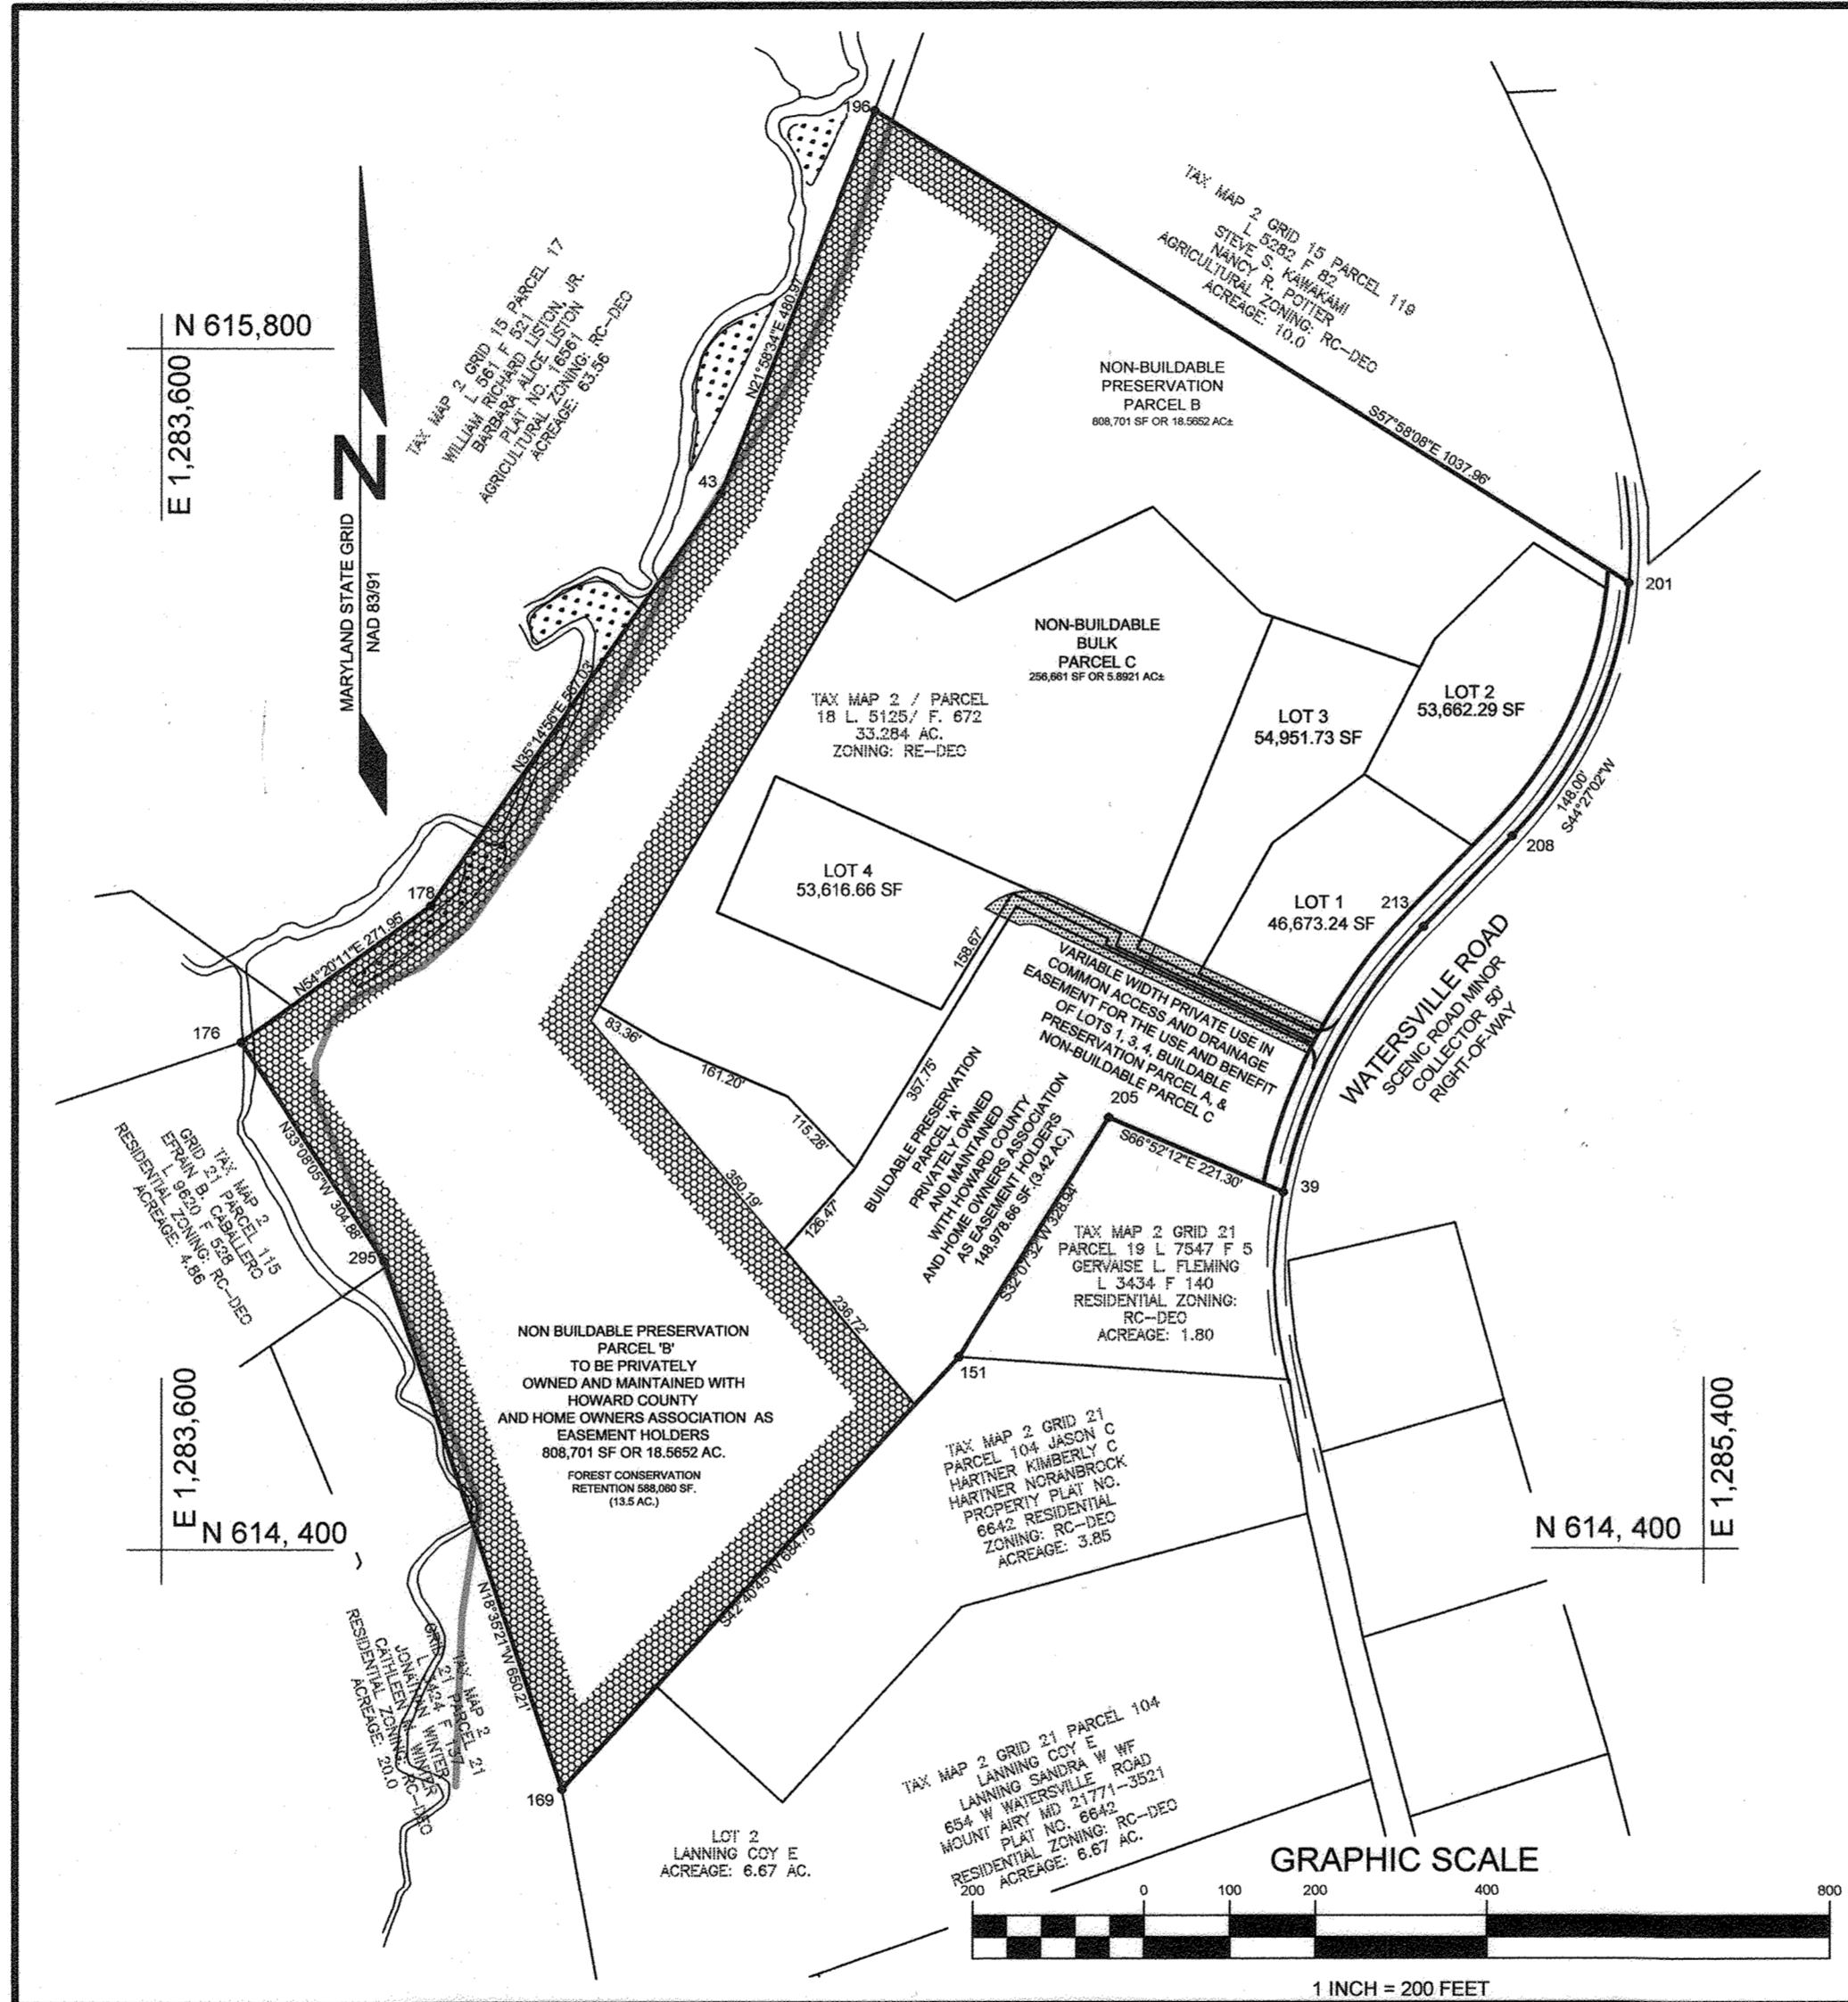 196
TAX MAP 2 GRID 15 PARCEL 119
L 5282 F 82
STEVE S. KAWAKAMI
NANCY R. POTTER
AGRICULTURAL ZONING: RC-DEO
ACREAGE: 10.0
N 615,800
E 1,283,600
TAX MAP 2 GRID 15 PARCEL 17
L 561 F 521
WILLIAM RICHARD LISTON, JR.
BARBARA ALICE LISTON
PLAT NO. 16561
AGRICULTURAL ZONING: RC-DEO
ACREAGE: 63.56
N21°58'34"E 480.97'
NON-BUILDABLE
PRESERVATION
PARCEL B
808,701 SF OR 18.5652 AC±
S57°58'08"E 1037.96'
N
MARYLAND STATE GRID
NAD 83/91
43
201
NON-BUILDABLE
BULK
PARCEL C
256,661 SF OR 5.8921 AC±
TAX MAP 2 / PARCEL
18 L. 5125/ F. 672
33.284 AC.
ZONING: RE-DEO
N35°14'56"E 587.03'
LOT 3
54,951.73 SF
LOT 2
53,662.29 SF
148.00'
S44°27'02"W
208
LOT 4
53,616.66 SF
LOT 1
46,673.24 SF
213
178
N54°20'11"E 271.95'
158.67'
VARIABLE WIDTH PRIVATE USE IN
COMMON ACCESS AND DRAINAGE
EASEMENT FOR THE USE AND BENEFIT
OF LOTS 1, 3, 4, BUILDABLE
PRESERVATION PARCEL A, &
NON-BUILDABLE PARCEL C
WATERSVILLE ROAD
SCENIC ROAD MINOR
COLLECTOR 50'
RIGHT-OF-WAY
176
83.36'
161.20'
115.28'
357.75'
126.47'
350.19'
236.72'
BUILDABLE PRESERVATION
PARCEL 'A'
PRIVATELY OWNED
AND MAINTAINED
WITH HOWARD COUNTY
AND HOME OWNERS ASSOCIATION
AS EASEMENT HOLDERS
148,978.66 SF.(3.42 AC.)
205
S66°52'12"E 221.30'
39
S32°07'32"W 328.94'
TAX MAP 2 GRID 21
PARCEL 19 L 7547 F 5
GERVAISE L. FLEMING
L 3434 F 140
RESIDENTIAL ZONING:
RC-DEO
ACREAGE: 1.80
N33°08'05"W 304.88'
TAX MAP 2
GRID 21 PARCEL 115
EFRAIN B. CABALLERO
L 9620 F 528
RESIDENTIAL ZONING: RC-DEO
ACREAGE: 4.86
295
151
NON BUILDABLE PRESERVATION
PARCEL 'B'
TO BE PRIVATELY
OWNED AND MAINTAINED WITH
HOWARD COUNTY
AND HOME OWNERS ASSOCIATION AS
EASEMENT HOLDERS
808,701 SF OR 18.5652 AC.
FOREST CONSERVATION
RETENTION 588,060 SF.
(13.5 AC.)
TAX MAP 2 GRID 21
PARCEL 104 JASON C
HARTNER KIMBERLY C
HARTNER NORANBROCK
PROPERTY PLAT NO.
6642 RESIDENTIAL
ZONING: RC-DEO
ACREAGE: 3.85
E 1,283,600
N 614, 400
E 1,285,400
N 614, 400
S42°40'45"W 684.75'
N18°35'21"W 650.21'
TAX MAP 2
GRID 21 PARCEL 21
JONATHAN WINTER
CATHLEEN WINTER
RESIDENTIAL ZONING: RC-DEO
ACREAGE: 20.0
169
LOT 2
LANNING COY E
ACREAGE: 6.67 AC.
TAX MAP 2 GRID 21 PARCEL 104
LANNING COY E
LANNING SANDRA W WF
654 W WATERSVILLE ROAD
MOUNT AIRY MD 21771-3521
PLAT NO. 6642
RESIDENTIAL ZONING: RC-DEO
ACREAGE: 6.67 AC.
GRAPHIC SCALE
200 0 100 200 400 800
1 INCH = 200 FEET